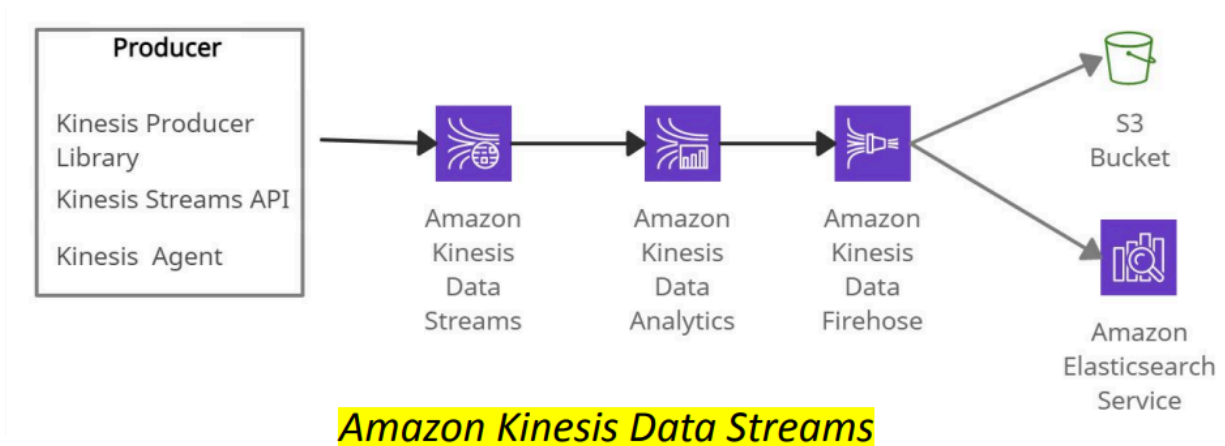 Producer
Kinesis Producer
Library
Kinesis Streams API
Kinesis Agent
Amazon
Kinesis
Data
Streams
Amazon
Kinesis
Data
Analytics
Amazon
Kinesis
Data
Firehose
S3
Bucket
Amazon
Elasticsearch
Service
Amazon Kinesis Data Streams